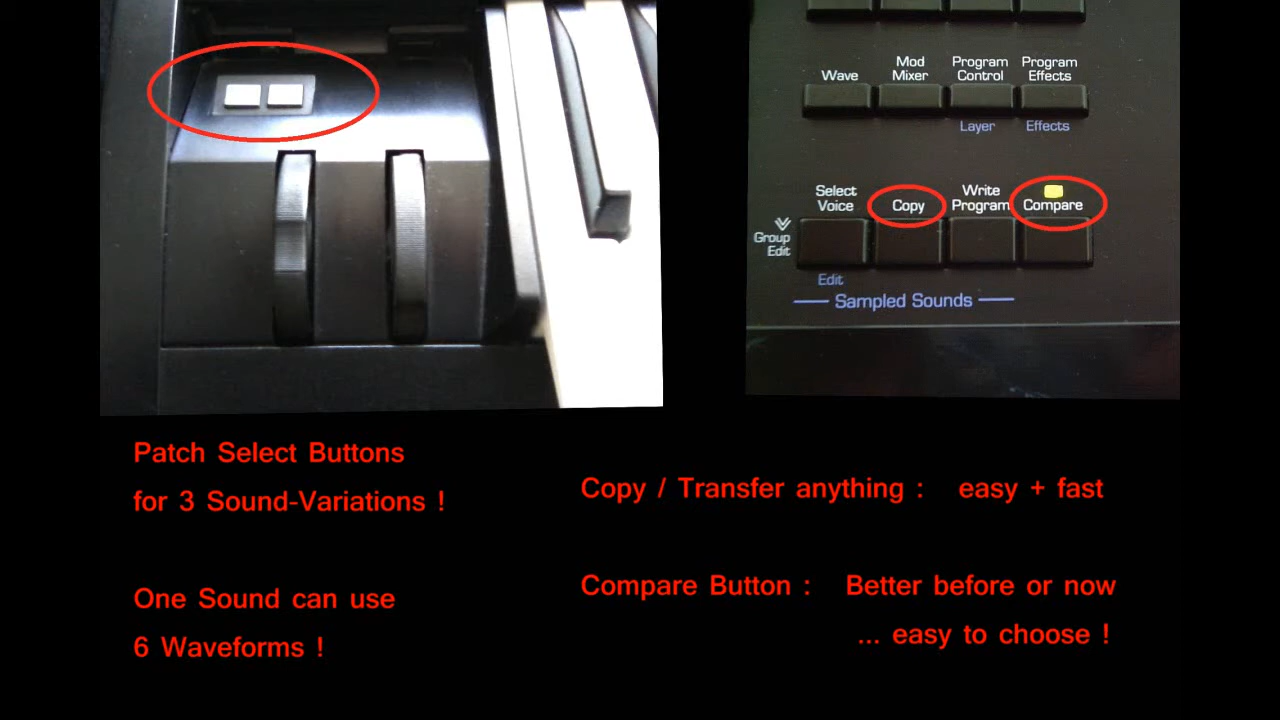 Wave
Mod
Mixer
Program
Control
Program
Effects
Layer
Effects
Select
Voice
Copy
Write
Program
Compare
Group
Edit
Edit
Sampled Sounds
Patch Select Buttons
for 3 Sound-Variations !
One Sound can use
6 Waveforms !
Copy / Transfer anything : easy + fast
Compare Button : Better before or now
... easy to choose !